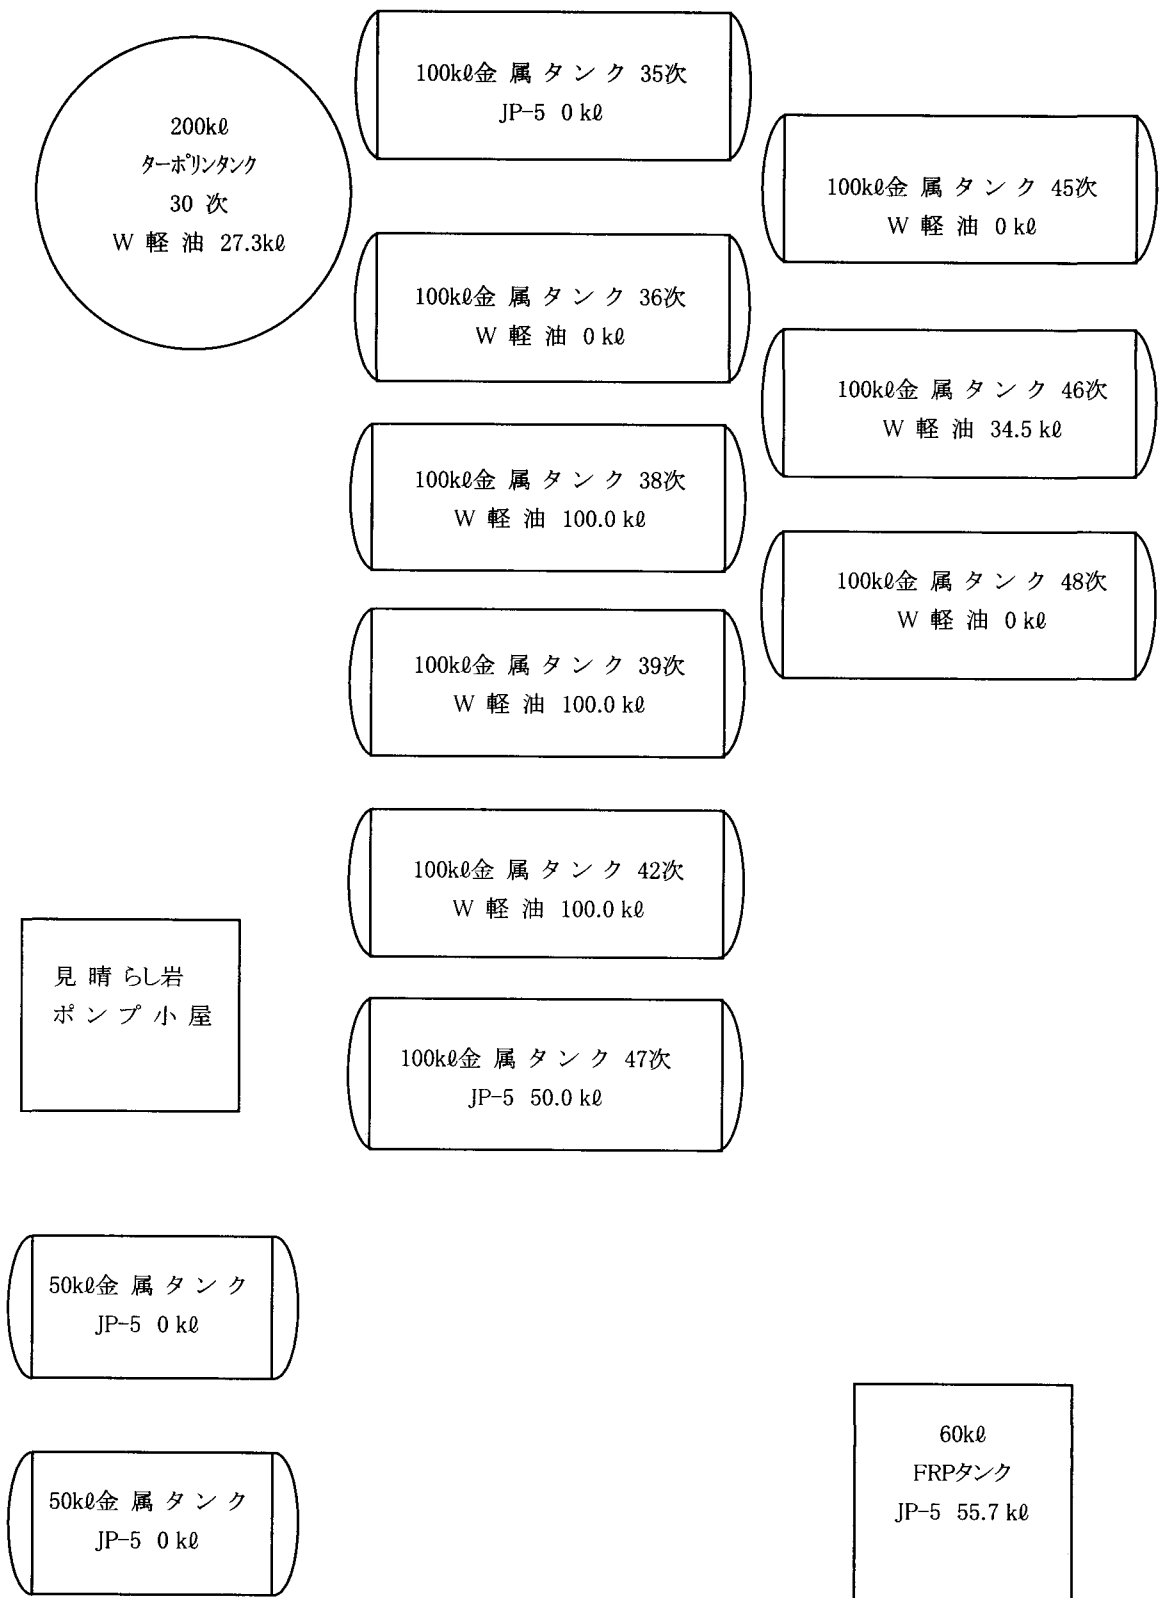 200kℓ
ターポリンタンク
30 次
W 軽 油 27.3kℓ
100kℓ金 属 タ ン ク 35次
JP-5 0 kℓ
100kℓ金 属 タ ン ク 36次
W 軽 油 0 kℓ
100kℓ金 属 タ ン ク 38次
W 軽 油 100.0 kℓ
100kℓ金 属 タ ン ク 39次
W 軽 油 100.0 kℓ
100kℓ金 属 タ ン ク 42次
W 軽 油 100.0 kℓ
100kℓ金 属 タ ン ク 47次
JP-5 50.0 kℓ
100kℓ金 属 タ ン ク 45次
W 軽 油 0 kℓ
100kℓ金 属 タ ン ク 46次
W 軽 油 34.5 kℓ
100kℓ金 属 タ ン ク 48次
W 軽 油 0 kℓ
見 晴 らし岩
ポ ン プ 小 屋
50kℓ金 属 タ ン ク
JP-5 0 kℓ
50kℓ金 属 タ ン ク
JP-5 0 kℓ
60kℓ
FRPタンク
JP-5 55.7 kℓ